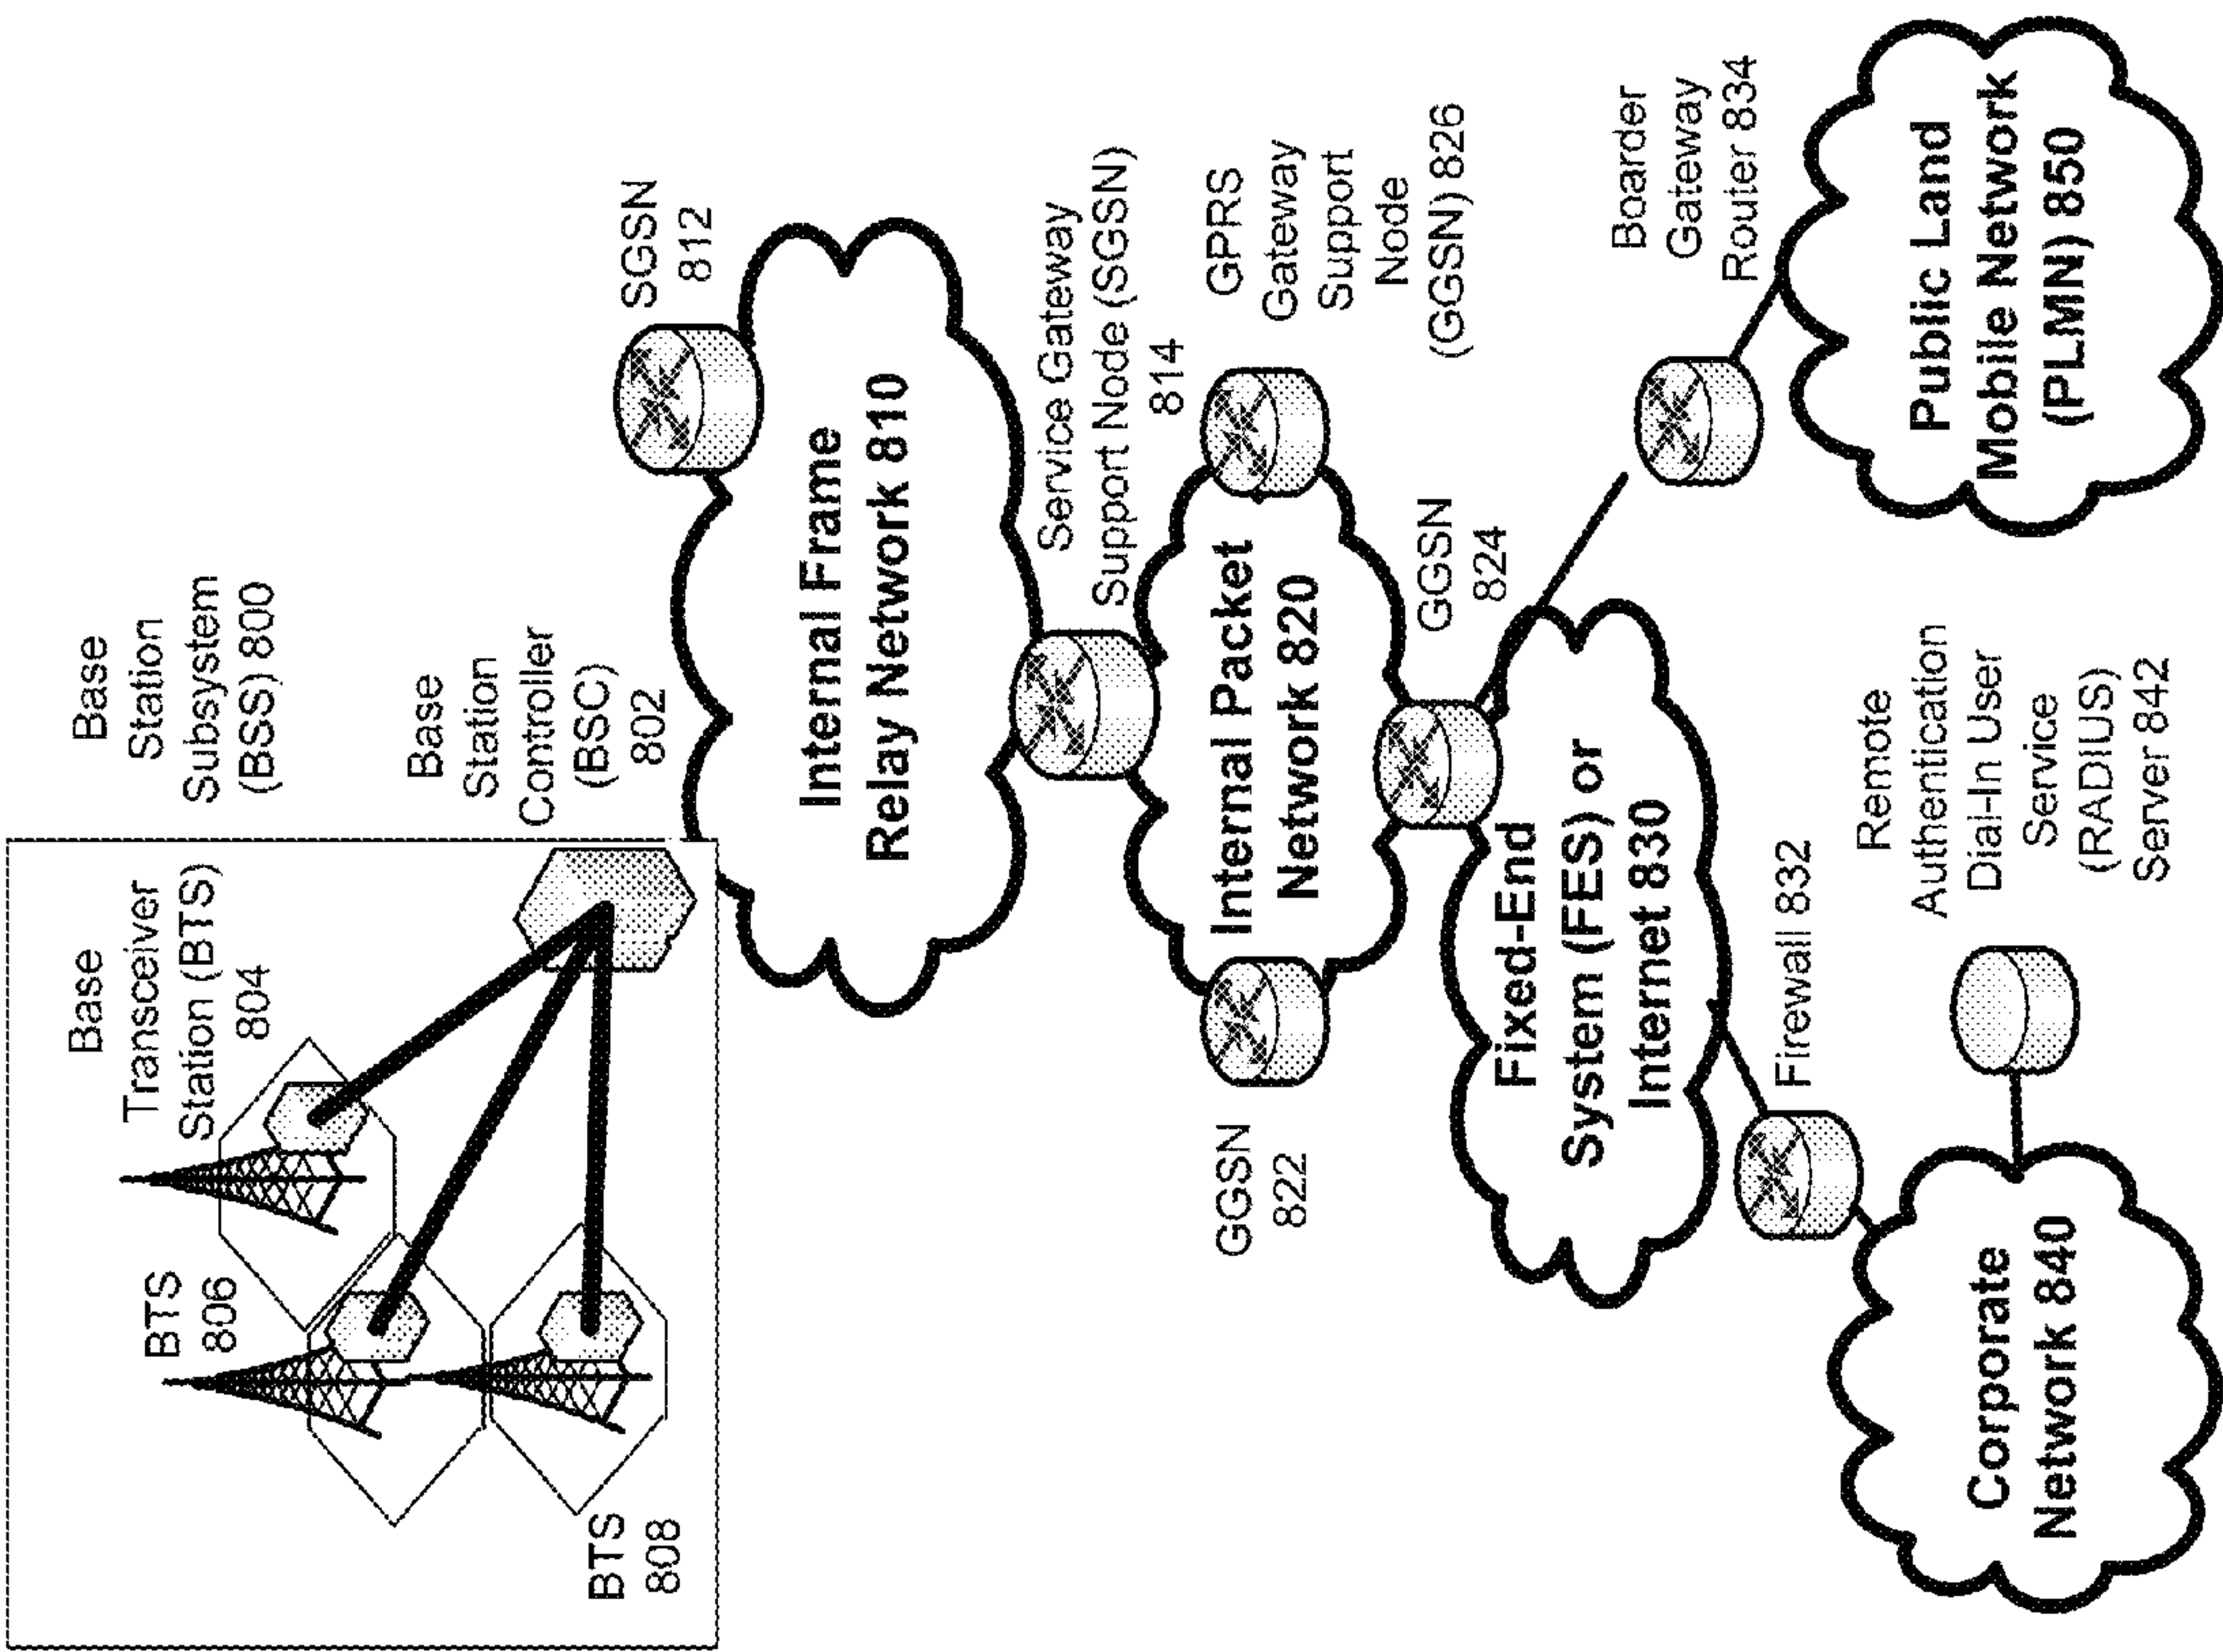 Base
Station
Subsystem
(BSS) 800
Base
Transceiver
Station (BTS)
804
BTS
806
BTS
808
Base
Station
Controller
(BSC)
802
SGSN
812
Internal Frame
Relay Network 810
Service Gateway
Support Node (SGSN)
814
GPRS
Gateway
Support
Node
(GGSN) 826
Internal Packet
Network 820
GGSN
822
GGSN
824
Fixed-End
System (FES) or
Internet 830
Boarder
Gateway
Router 834
Public Land
Mobile Network
(PLMN) 850
Firewall 832
Remote
Authentication
Dial-In User
Service
(RADIUS)
Server 842
Corporate
Network 840